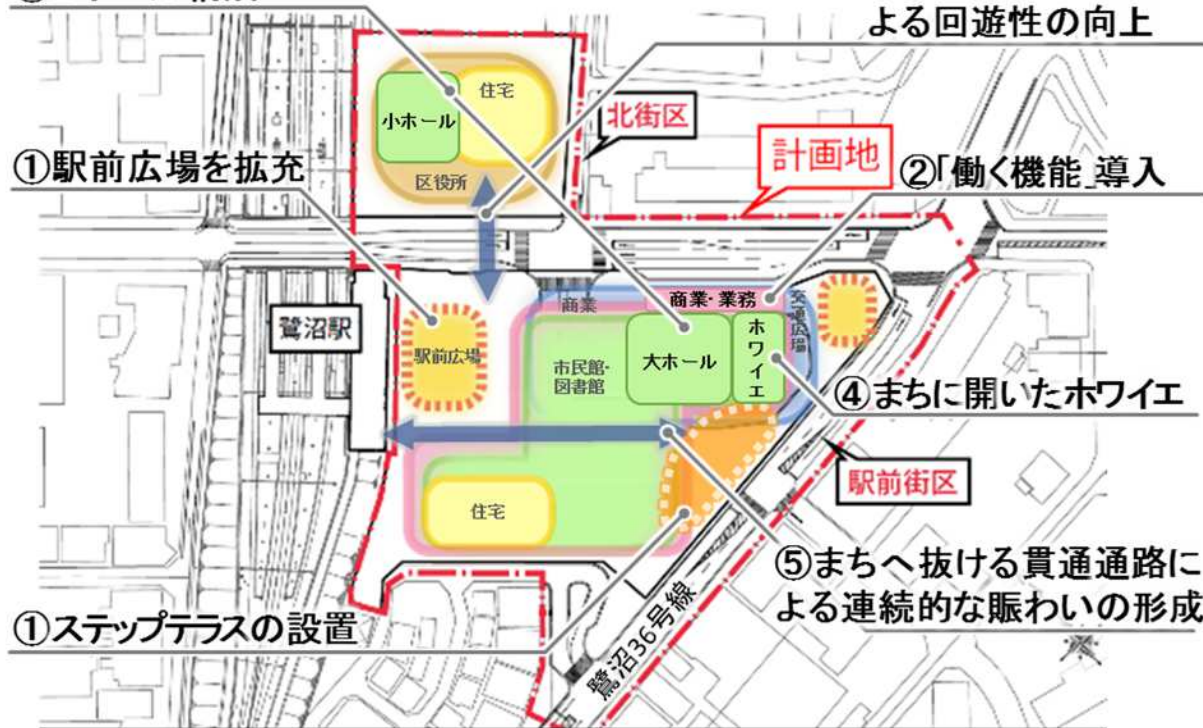 よる回遊性の向上
住宅
小ホール
北街区
計画地
①駅前広場を拡充
区役所
②「働く機能」導入
商業
商業・業務
交通広場
鷺沼駅
駅前広場
市民館・
図書館
大ホール
ホワイエ
④まちに開いたホワイエ
駅前街区
住宅
⑤まちへ抜ける貫通通路に
よる連続的な賑わいの形成
①ステップテラスの設置
鷺沼36号線